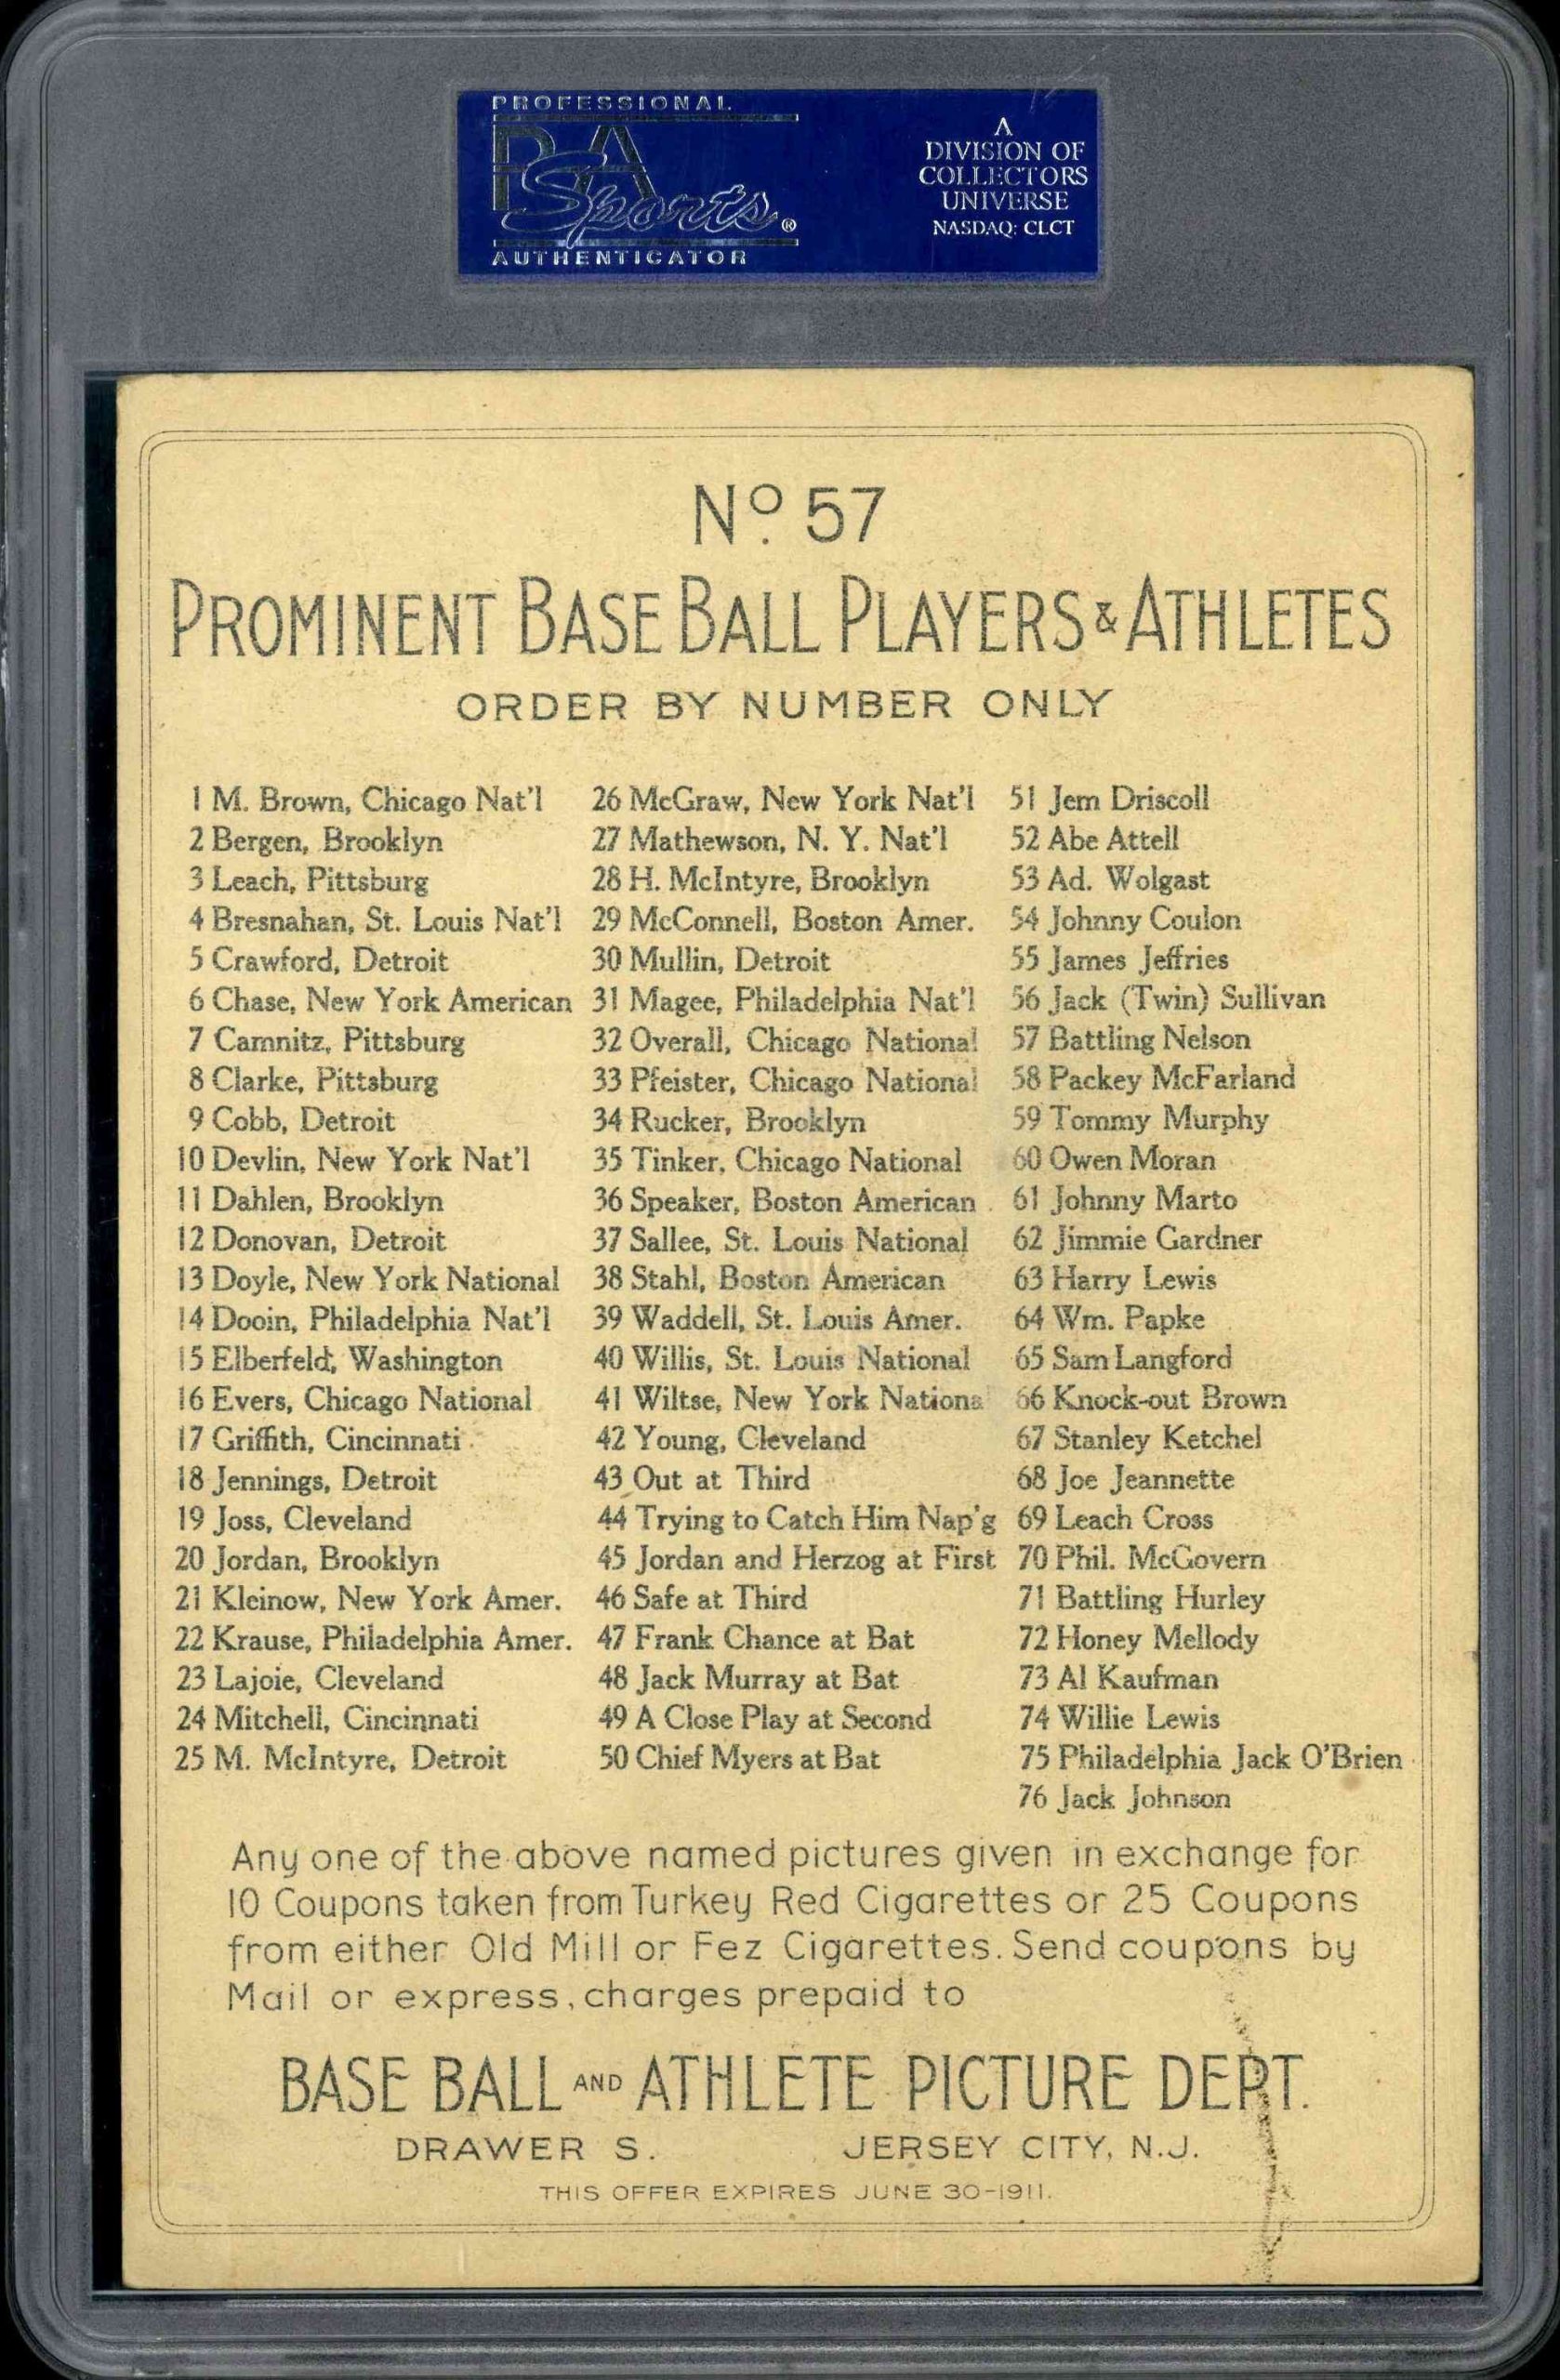 PROFESSIONAL
PSA
Sports®
AUTHENTICATOR
A
DIVISION OF
COLLECTORS
UNIVERSE
NASDAQ: CLCT
No. 57
PROMINENT BASE BALL PLAYERS & ATHLETES
ORDER BY NUMBER ONLY
1 M. Brown, Chicago Nat'l
2 Bergen, Brooklyn
3 Leach, Pittsburg
4 Bresnahan, St. Louis Nat'l
5 Crawford, Detroit
6 Chase, New York American
7 Camnitz, Pittsburg
8 Clarke, Pittsburg
9 Cobb, Detroit
10 Devlin, New York Nat'l
11 Dahlen, Brooklyn
12 Donovan, Detroit
13 Doyle, New York National
14 Dooin, Philadelphia Nat'l
15 Elberfeld, Washington
16 Evers, Chicago National
17 Griffith, Cincinnati
18 Jennings, Detroit
19 Joss, Cleveland
20 Jordan, Brooklyn
21 Kleinow, New York Amer.
22 Krause, Philadelphia Amer.
23 Lajoie, Cleveland
24 Mitchell, Cincinnati
25 M. McIntyre, Detroit
26 McGraw, New York Nat'l
27 Mathewson, N. Y. Nat'l
28 H. McIntyre, Brooklyn
29 McConnell, Boston Amer.
30 Mullin, Detroit
31 Magee, Philadelphia Nat'l
32 Overall, Chicago National
33 Pfeister, Chicago National
34 Rucker, Brooklyn
35 Tinker, Chicago National
36 Speaker, Boston American
37 Sallee, St. Louis National
38 Stahl, Boston American
39 Waddell, St. Louis Amer.
40 Willis, St. Louis National
41 Wiltse, New York National
42 Young, Cleveland
43 Out at Third
44 Trying to Catch Him Nap'g
45 Jordan and Herzog at First
46 Safe at Third
47 Frank Chance at Bat
48 Jack Murray at Bat
49 A Close Play at Second
50 Chief Myers at Bat
51 Jem Driscoll
52 Abe Attell
53 Ad. Wolgast
54 Johnny Coulon
55 James Jeffries
56 Jack (Twin) Sullivan
57 Battling Nelson
58 Packey McFarland
59 Tommy Murphy
60 Owen Moran
61 Johnny Marto
62 Jimmie Gardner
63 Harry Lewis
64 Wm. Papke
65 Sam Langford
66 Knock-out Brown
67 Stanley Ketchel
68 Joe Jeannette
69 Leach Cross
70 Phil. McGovern
71 Battling Hurley
72 Honey Mellody
73 Al Kaufman
74 Willie Lewis
75 Philadelphia Jack O'Brien
76 Jack Johnson
Any one of the above named pictures given in exchange for
10 Coupons taken from Turkey Red Cigarettes or 25 Coupons
from either Old Mill or Fez Cigarettes. Send coupons by
Mail or express, charges prepaid to
BASE BALL AND ATHLETE PICTURE DEPT.
DRAWER S. JERSEY CITY, N.J.
THIS OFFER EXPIRES JUNE 30-1911.